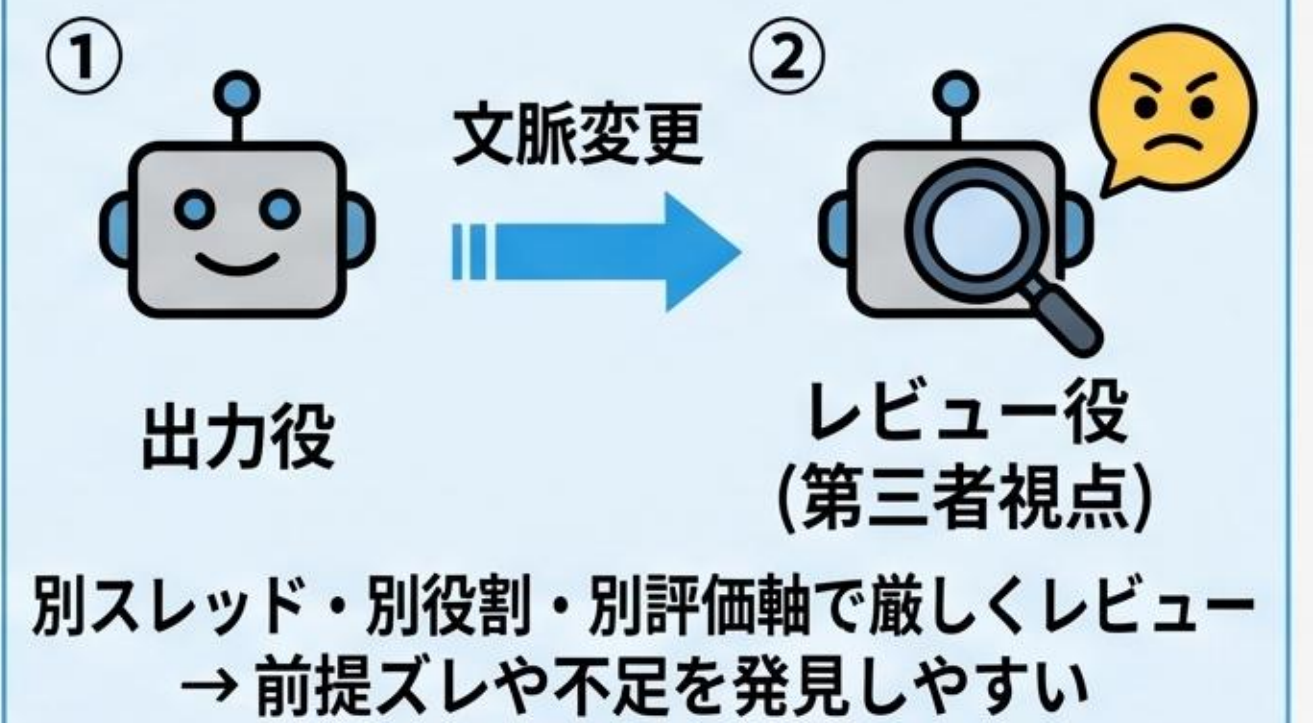 ①
②
文脈変更
出力役
レビュー役
(第三者視点)
別スレッド・別役割・別評価軸で厳しくレビュー
→ 前提ズレや不足を発見しやすい